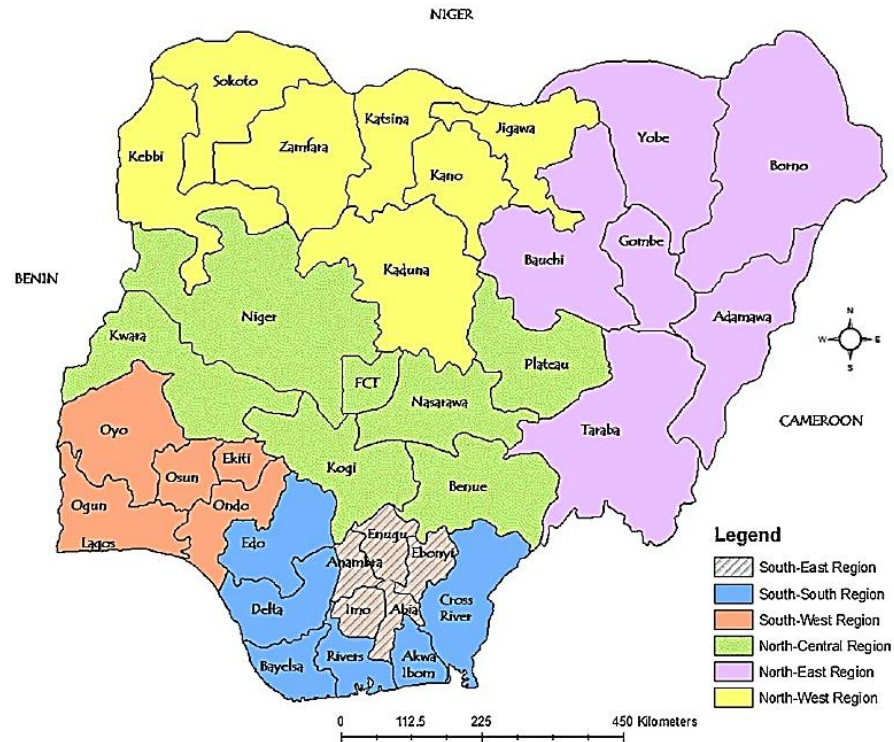 NIGER
Sokoto
Katsina
Jigawa
Yobe
Kebbi
Zamfara
Kano
Borno
Gombe
Bauchi
Kaduna
BENIN
Niger
Adamawa
Kwara
Plateau
FCT
Nasarawa
N
W
E
S
CAMEROON
Oyo
Taraba
Ekiti
Osun
Kogi
Benue
Ogun
Ondo
Lagos
Edo
Enugu
Ebonyi
Anambra
Delta
Imo
Abia
Cross
River
Bayelsa
Rivers
Akwa
Ibom
Legend
South-East Region
South-South Region
South-West Region
North-Central Region
North-East Region
North-West Region
0 112.5 225 450 Kilometers